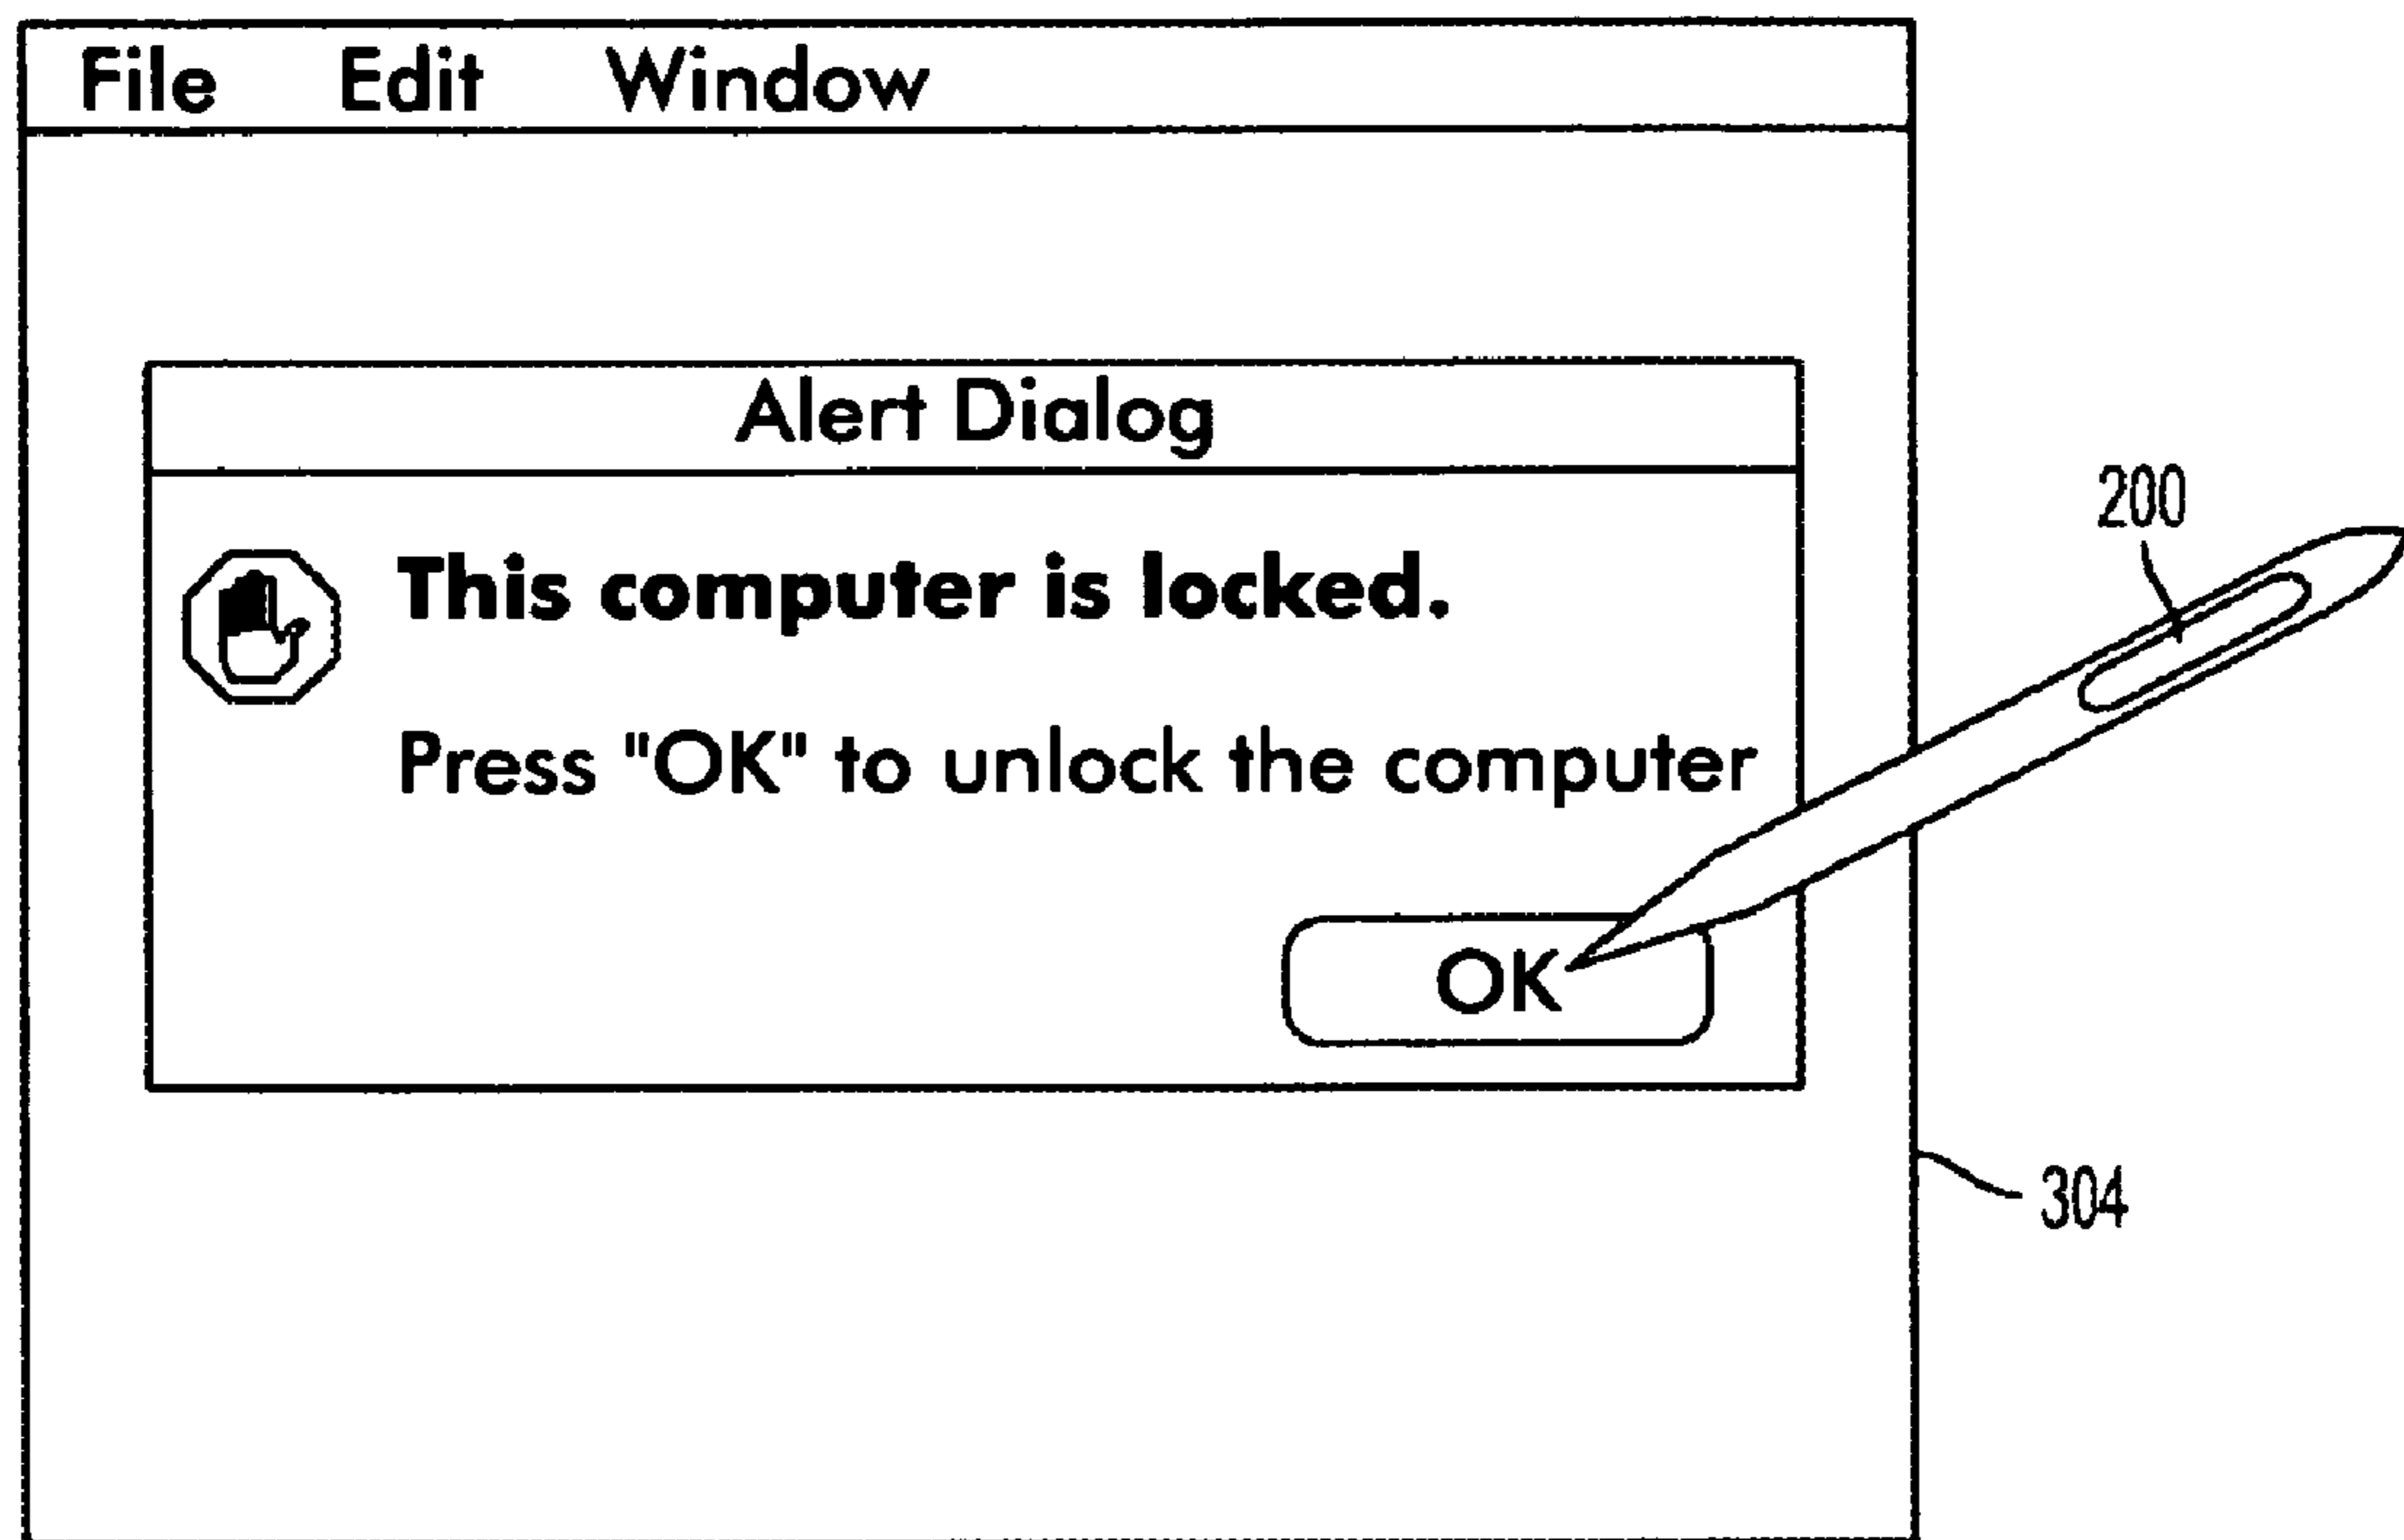 File Edit Window
Alert Dialog
200
This computer is locked.
Press "OK" to unlock the computer
OK
304